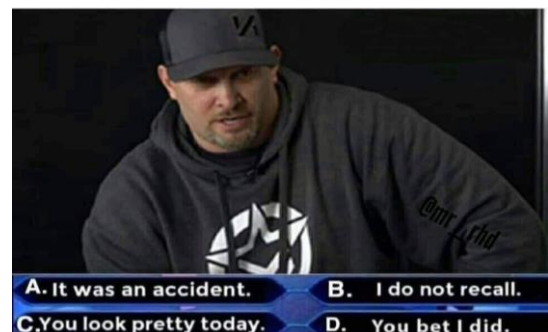 @mr_rhd
A. It was an accident.
B. I do not recall.
C. You look pretty today.
D. You bet I did.